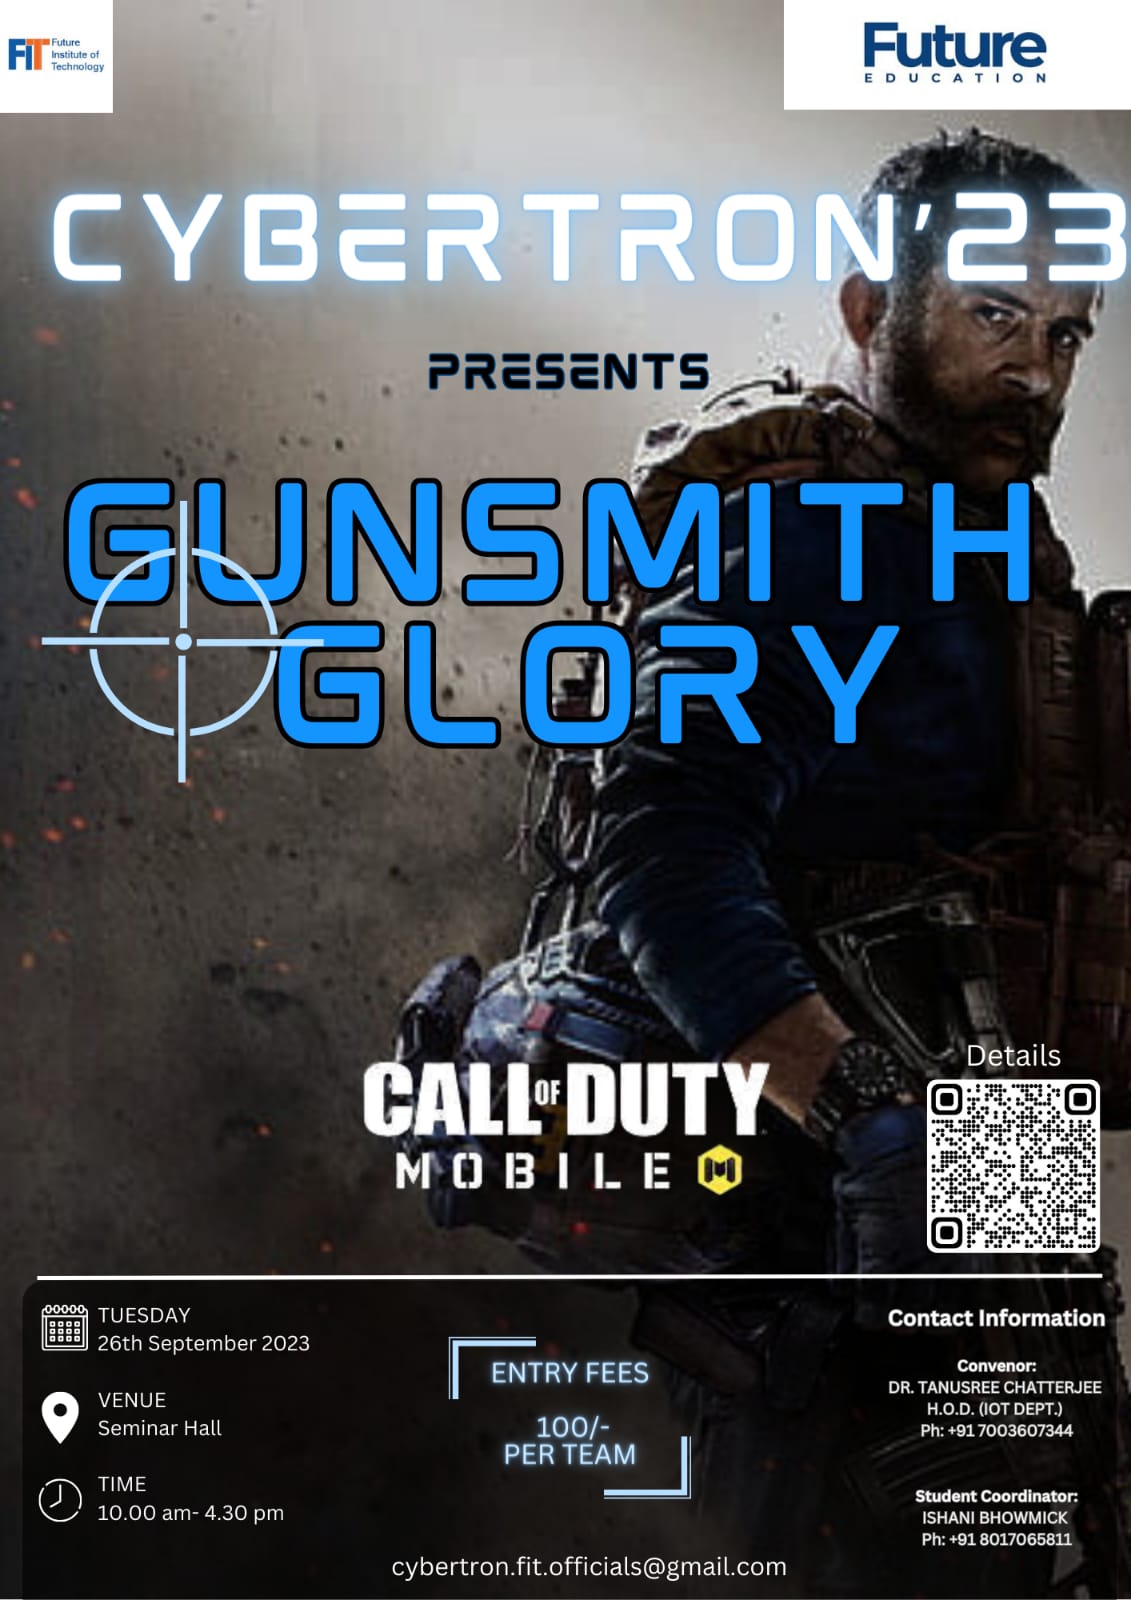 FIT Future
Institute of
Technology
Future
EDUCATION
CYBERTRON'23
PRESENTS
GUNSMITH
GLORY
CALL OF DUTY
MOBILE
Details
TUESDAY
26th September 2023
VENUE
Seminar Hall
TIME
10.00 am- 4.30 pm
ENTRY FEES
100/-
PER TEAM
Contact Information
Convenor:
DR. TANUSREE CHATTERJEE
H.O.D. (IOT DEPT.)
Ph: +91 7003607344
Student Coordinator:
ISHANI BHOWMICK
Ph: +91 8017065811
cybertron.fit.officials@gmail.com